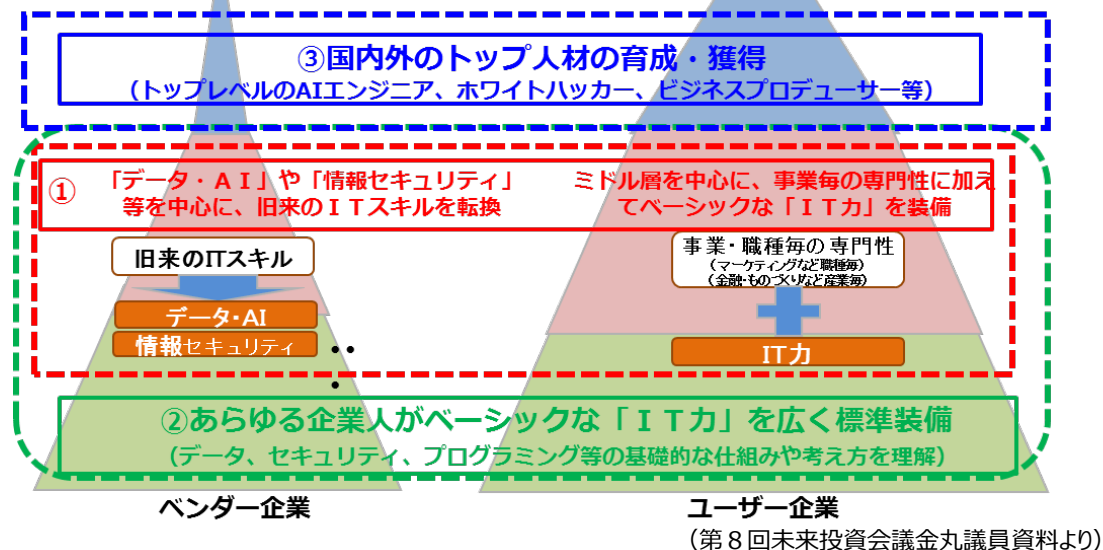 ③国内外のトップ人材の育成・獲得
(トップレベルのAIエンジニア、ホワイトハッカー、ビジネスプロデューサー等)
①
「データ・ＡＩ」や「情報セキュリティ」
等を中心に、旧来のＩＴスキルを転換
ミドル層を中心に、事業毎の専門性に加え
てベーシックな「ＩＴ力」を装備
旧来のITスキル
データ・AI
情報セキュリティ
・・
・
事業・職種毎の専門性
(マーケティングなど職種毎)
(金融・ものづくりなど産業毎)
IT力
②あらゆる企業人がベーシックな「ＩＴ力」を広く標準装備
(データ、セキュリティ、プログラミング等の基礎的な仕組みや考え方を理解)
ベンダー企業
ユーザー企業
(第８回未来投資会議金丸議員資料より)